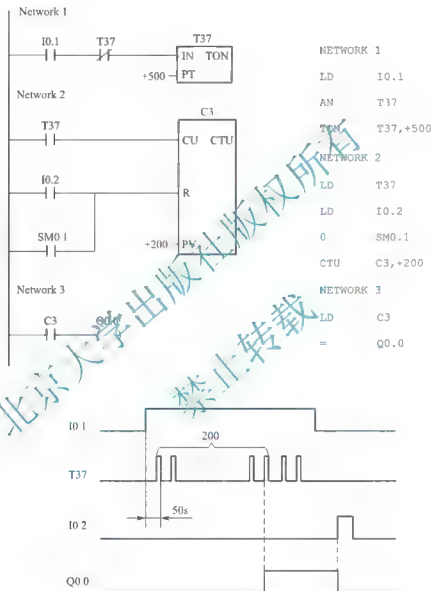 Network 1
I0.1 T37 T37
IN TON
+500 PT
Network 2
T37 C3
CU CTU
I0.2
R
SM0.1
+200 PV
Network 3
C3 Q0.0
NETWORK 1
LD I0.1
AN T37
TON T37,+500
NETWORK 2
LD T37
LD I0.2
O SM0.1
CTU C3,+200
NETWORK 3
LD C3
= Q0.0
I0.1
200
T37
50s
I0.2
Q0.0
北京大学出版社版权所有
禁止转载